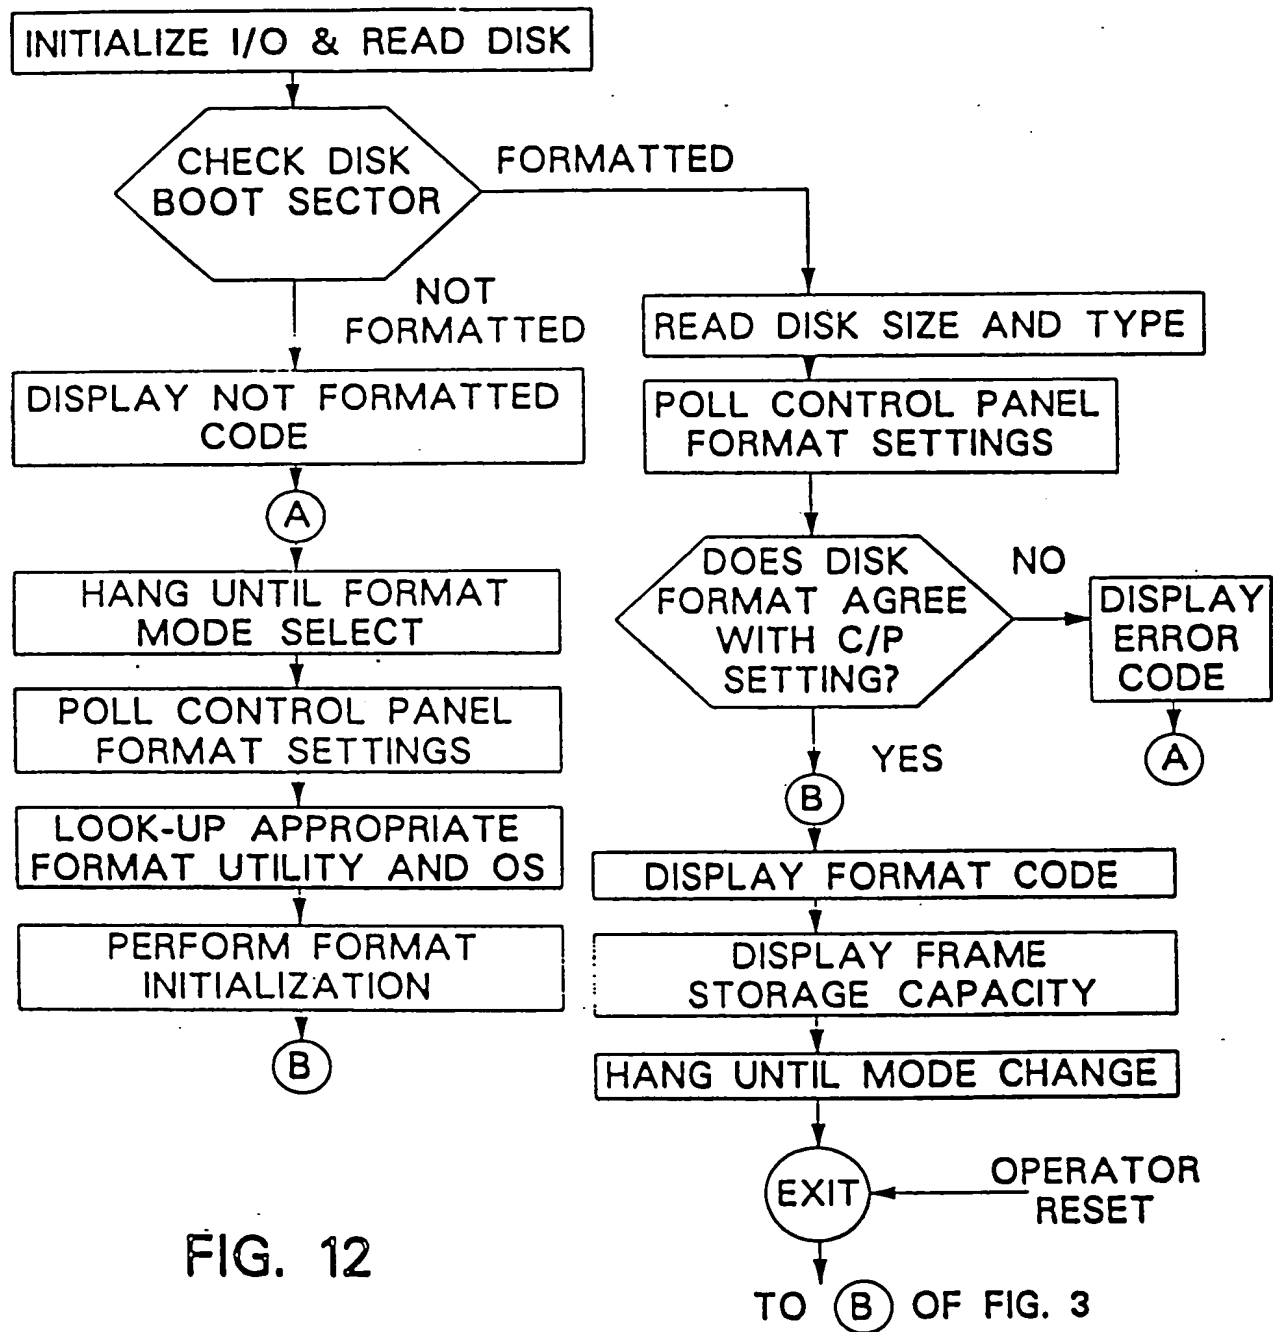 INITIALIZE I/O & READ DISK
CHECK DISK
BOOT SECTOR
FORMATTED
NOT
FORMATTED
DISPLAY NOT FORMATTED
CODE
A
HANG UNTIL FORMAT
MODE SELECT
POLL CONTROL PANEL
FORMAT SETTINGS
LOOK-UP APPROPRIATE
FORMAT UTILITY AND OS
PERFORM FORMAT
INITIALIZATION
B
READ DISK SIZE AND TYPE
POLL CONTROL PANEL
FORMAT SETTINGS
DOES DISK
FORMAT AGREE
WITH C/P
SETTING?
NO
DISPLAY
ERROR
CODE
A
YES
B
DISPLAY FORMAT CODE
DISPLAY FRAME
STORAGE CAPACITY
HANG UNTIL MODE CHANGE
EXIT
OPERATOR
RESET
TO B OF FIG. 3
FIG. 12